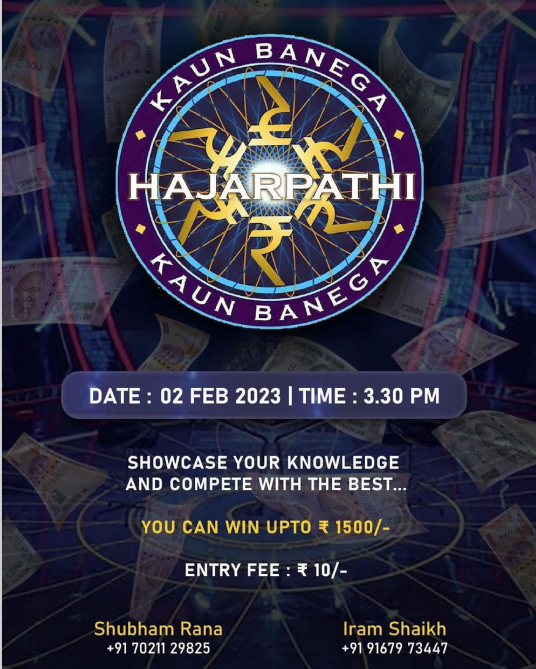 KAUN BANEGA
HAJARPATHI
KAUN BANEGA
DATE : 02 FEB 2023 | TIME : 3.30 PM
SHOWCASE YOUR KNOWLEDGE
AND COMPETE WITH THE BEST...
YOU CAN WIN UPTO ₹ 1500/-
ENTRY FEE : ₹ 10/-
Shubham Rana Iram Shaikh
+91 70211 29825 +91 91679 73447